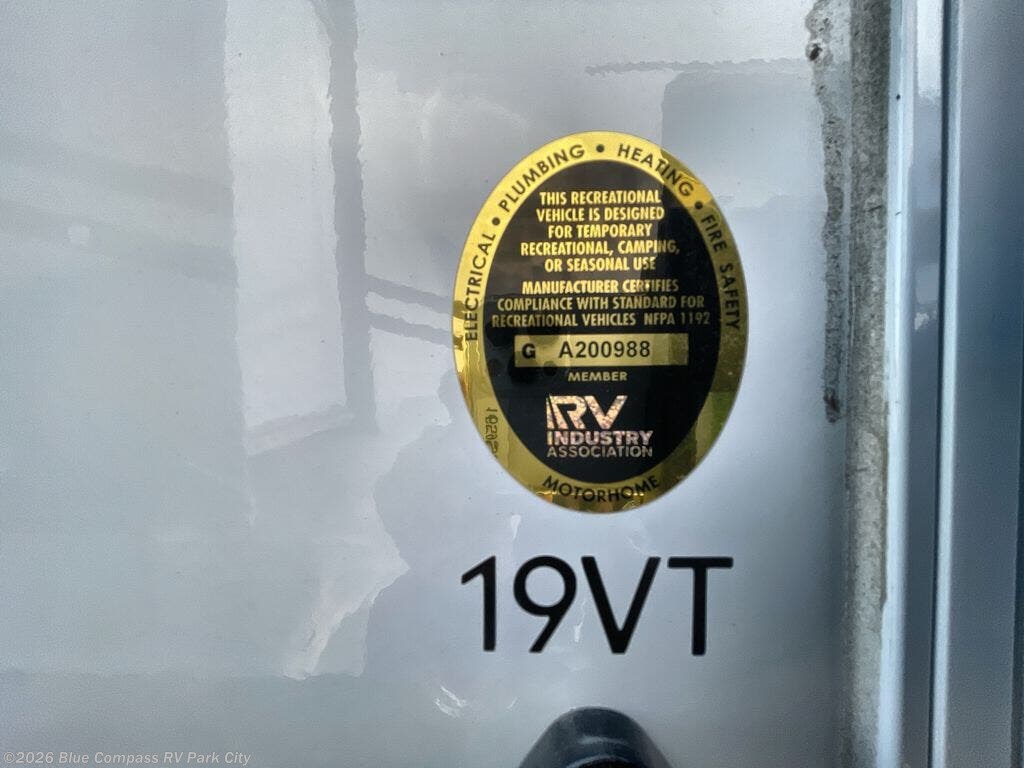 ELECTRICAL • PLUMBING • HEATING • FIRE SAFETY
THIS RECREATIONAL
VEHICLE IS DESIGNED
FOR TEMPORARY
RECREATIONAL, CAMPING,
OR SEASONAL USE
MANUFACTURER CERTIFIES
COMPLIANCE WITH STANDARD FOR
RECREATIONAL VEHICLES NFPA 1192
G A200988
MEMBER
RV
INDUSTRY
ASSOCIATION
MOTORHOME
19VT
©2026 Blue Compass RV Park City